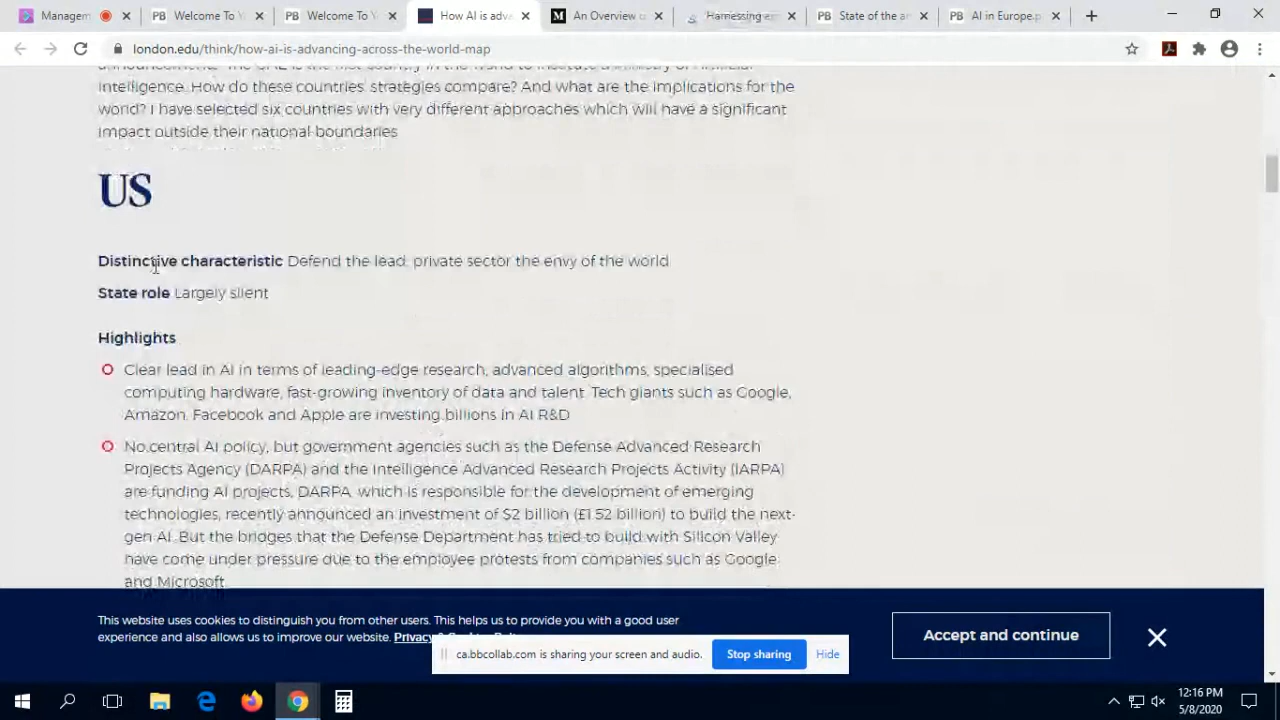 Managem
PB Welcome To Y
PB Welcome To Y
How AI is adva
M An Overview o
Harnessing
PB State of the ar
PB AI in Europe.p
london.edu/think/how-ai-is-advancing-across-the-world-map
intelligence. How do these countries' strategies compare? And what are the implications for the
world? I have selected six countries with very different approaches which will have a significant
impact outside their national boundaries
US
Distinctive characteristic Defend the lead: private sector the envy of the world
State role Largely silent
Highlights
Clear lead in AI in terms of leading-edge research, advanced algorithms, specialised
computing hardware, fast-growing inventory of data and talent. Tech giants such as Google,
Amazon, Facebook and Apple are investing billions in AI R&D
No central AI policy, but government agencies such as the Defense Advanced Research
Projects Agency (DARPA) and the Intelligence Advanced Research Projects Activity (IARPA)
are funding AI projects, DARPA, which is responsible for the development of emerging
technologies, recently announced an investment of $2 billion (£1.52 billion) to build the next-
gen AI. But the bridges that the Defense Department has tried to build with Silicon Valley
have come under pressure due to the employee protests from companies such as Google
and Microsoft.
This website uses cookies to distinguish you from other users. This helps us to provide you with a good user
experience and also allows us to improve our website. Privacy & Cookies
Accept and continue
ca.bbcollab.com is sharing your screen and audio.
Stop sharing
Hide
12:16 PM
5/8/2020